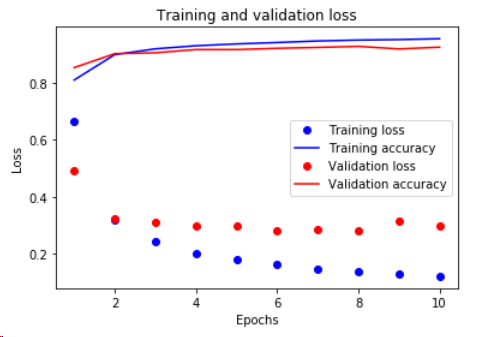 Training and validation loss
Loss
0.8
0.6
0.4
0.2
Training loss
Training accuracy
Validation loss
Validation accuracy
2
4
6
8
10
Epochs